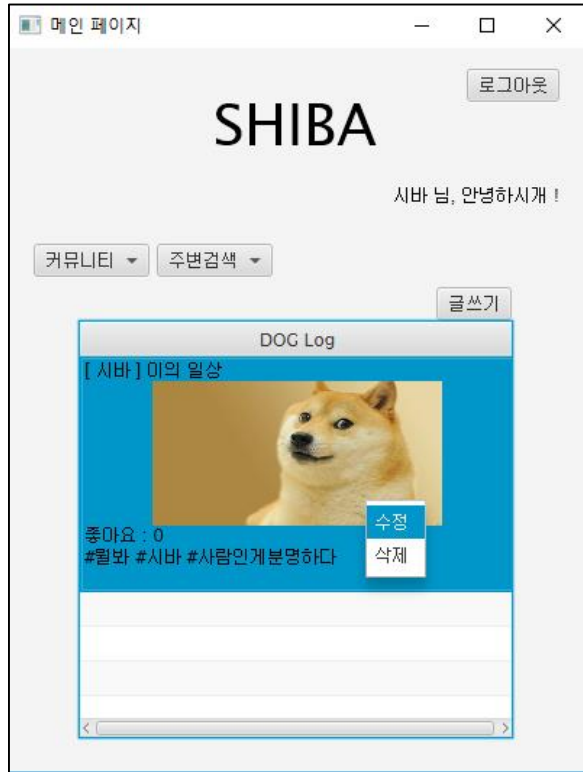 메인 페이지
로그아웃
SHIBA
시바 님, 안녕하시개 !
커뮤니티 주변검색
글쓰기
DOG Log
[ 시바 ] 이의 일상
수정
좋아요 : 0
#뭘봐 #시바 #사람인게분명하다
삭제